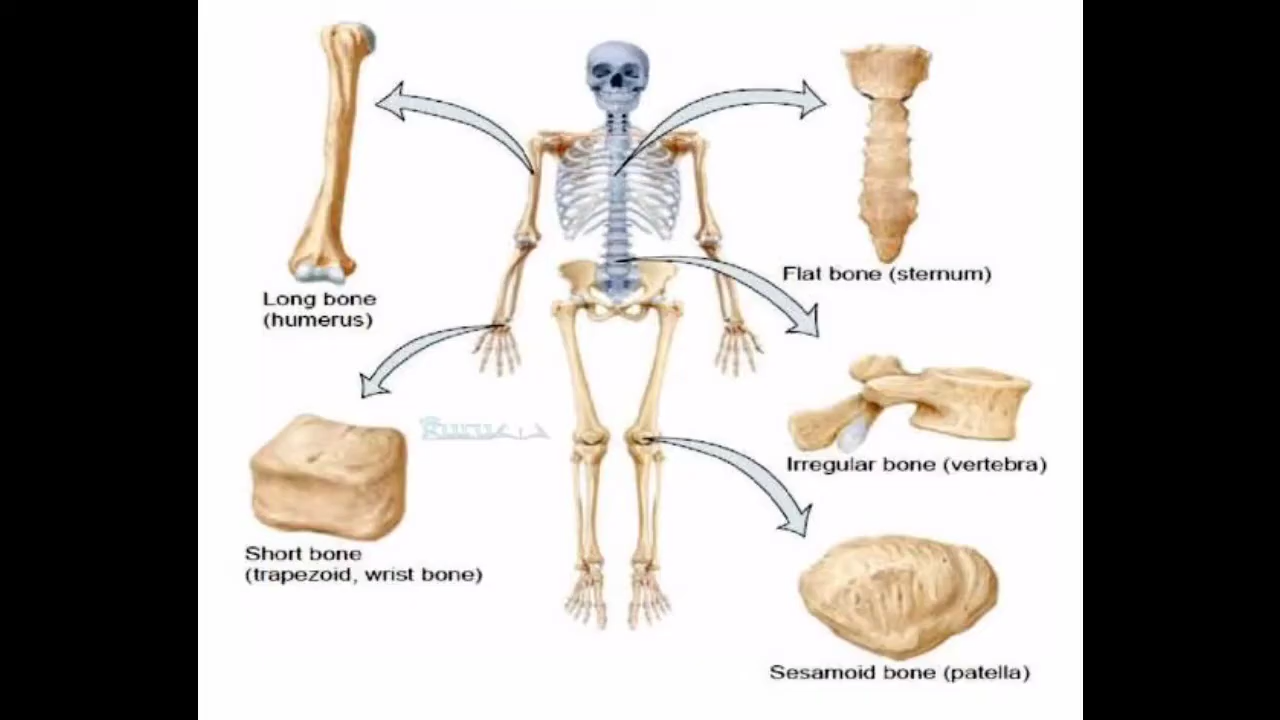 Long bone
(humerus)
Flat bone (sternum)
Irregular bone (vertebra)
Short bone
(trapezoid, wrist bone)
Sesamoid bone (patella)